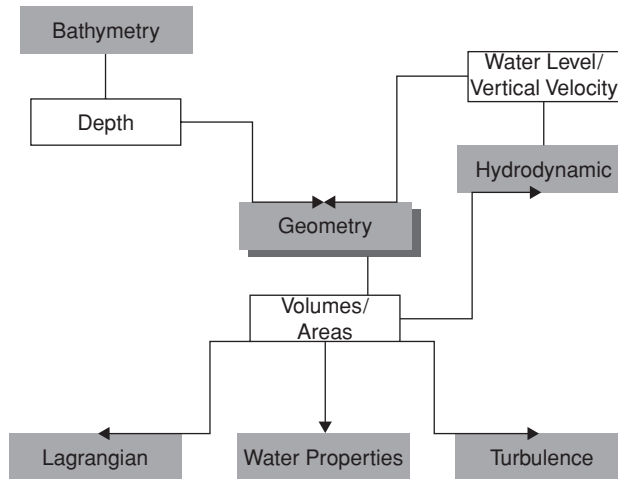 Bathymetry
Water Level/
Vertical Velocity
Depth
Hydrodynamic
Geometry
Volumes/
Areas
Lagrangian
Water Properties
Turbulence